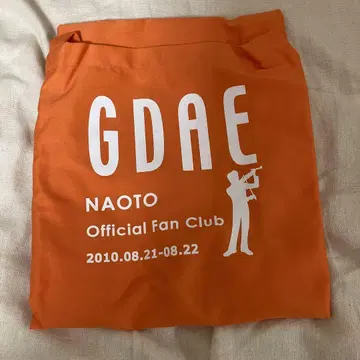 GDAE
NAOTO
Official Fan Club
2010.08.21-08.22